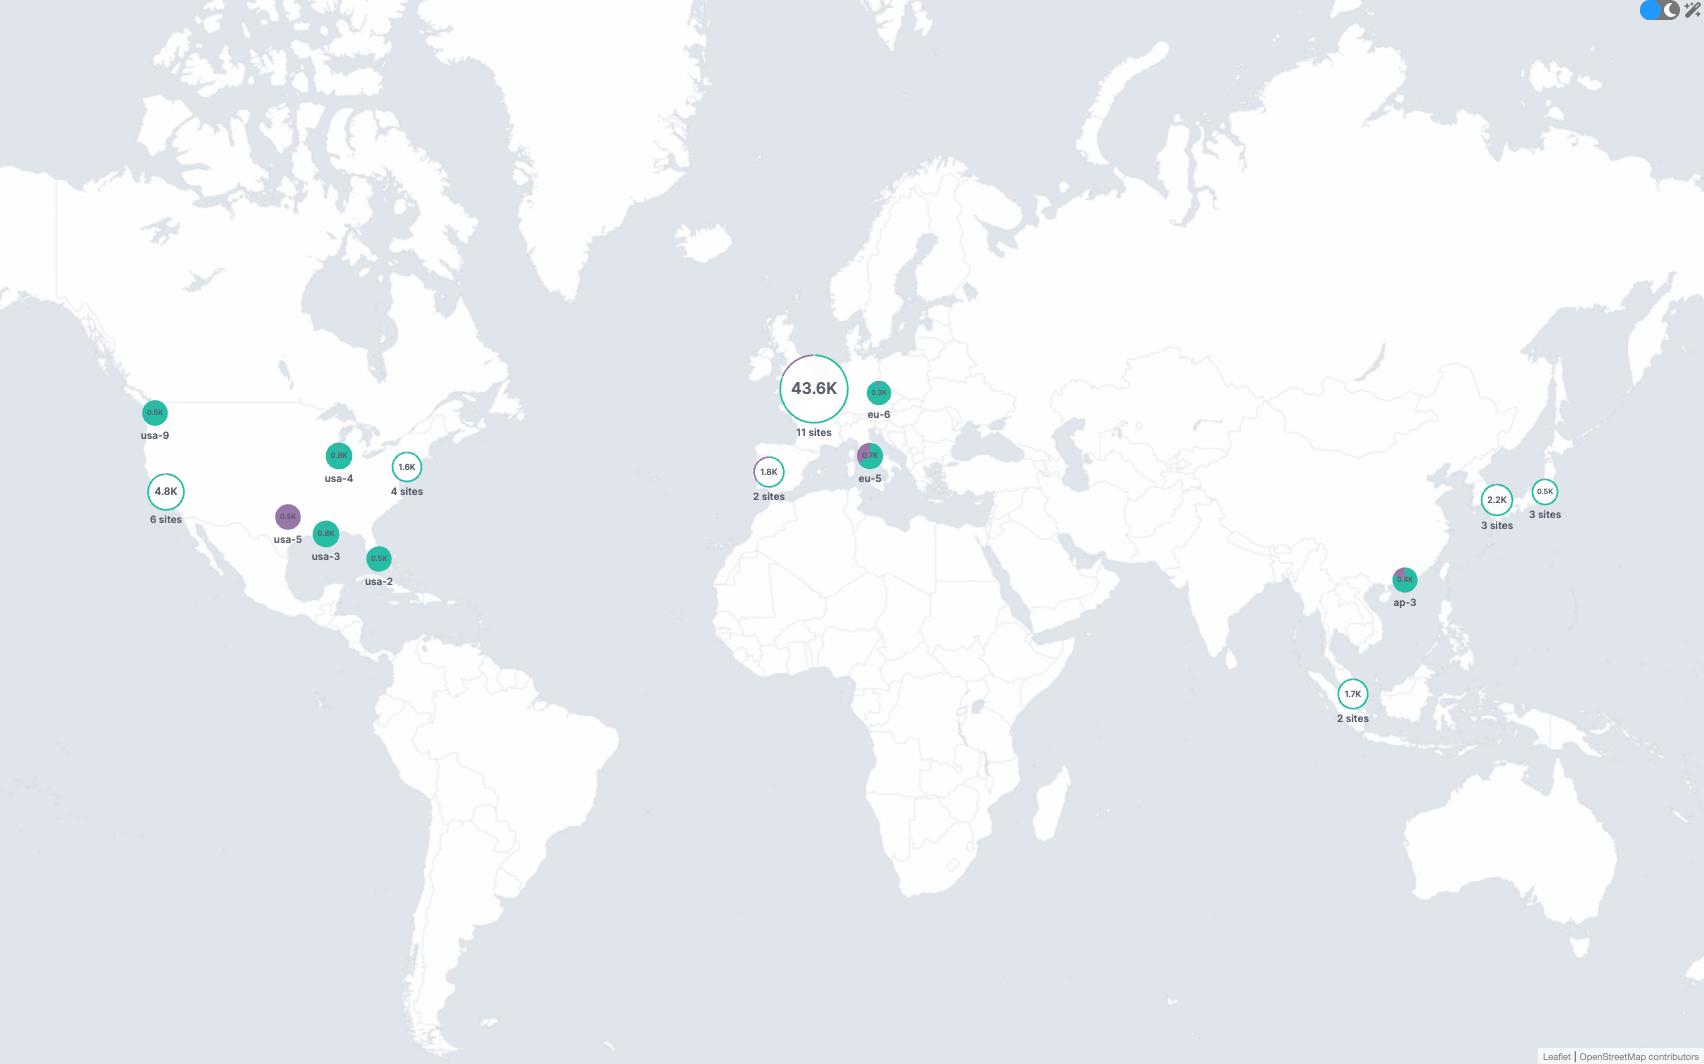 43.6K
11 sites
0.3K
eu-6
0.5K
usa-9
0.8K
usa-4
1.6K
4 sites
0.7K
eu-5
1.8K
2 sites
4.8K
6 sites
0.5K
usa-5
0.8K
usa-3
0.5K
usa-2
2.2K
3 sites
0.5K
3 sites
0.4K
ap-3
1.7K
2 sites
Leaflet | OpenStreetMap contributors